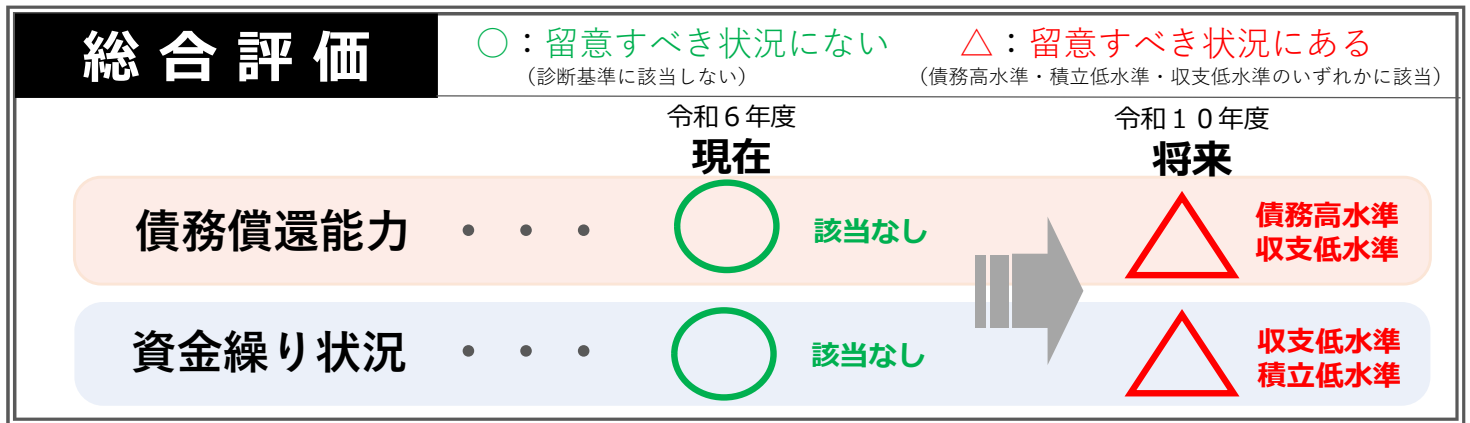 総合評価
○：留意すべき状況にない
（診断基準に該当しない）
△：留意すべき状況にある
（債務高水準・積立低水準・収支低水準のいずれかに該当）
令和６年度
現在
令和１０年度
将来
債務償還能力 ・・・
該当なし
債務高水準
収支低水準
資金繰り状況 ・・・
該当なし
収支低水準
積立低水準